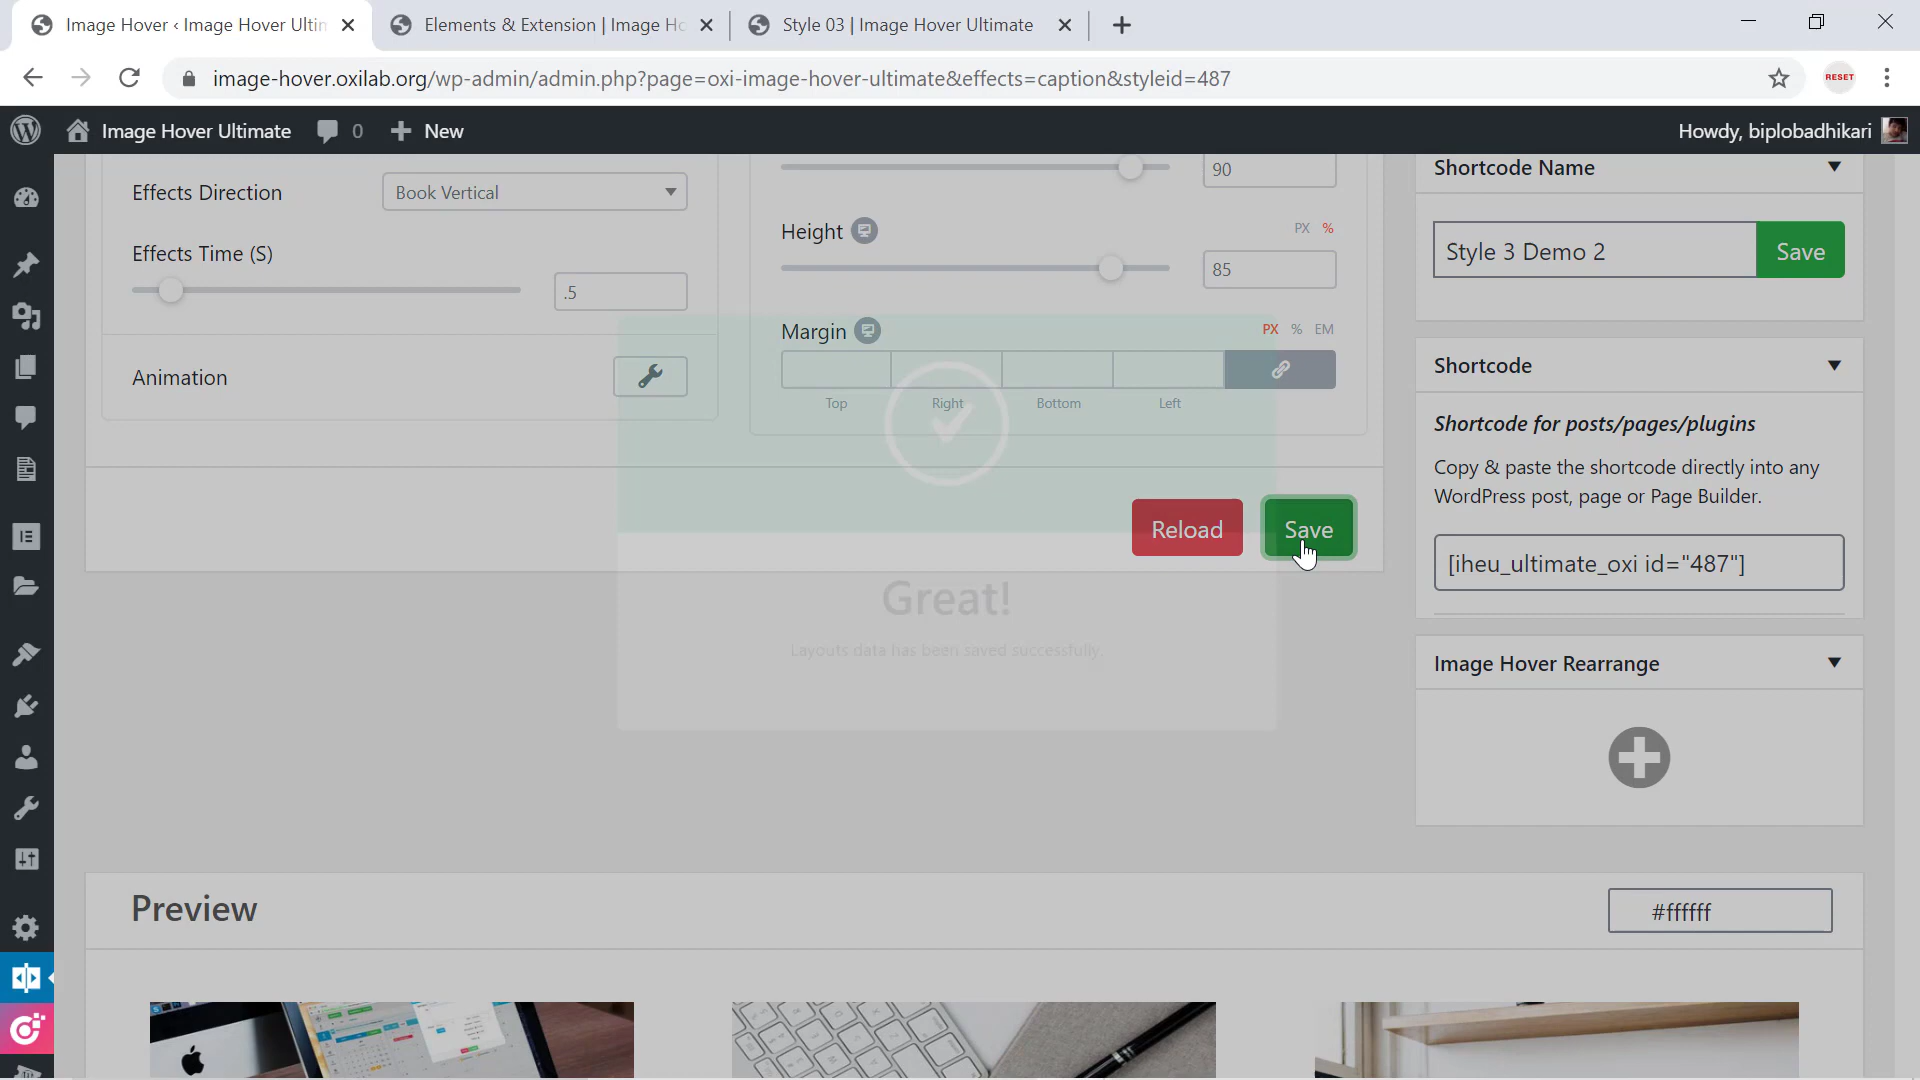 Image Hover ‹ Image Hover Ultin
Elements & Extension | Image Ho
Style 03 | Image Hover Ultimate
image-hover.oxilab.org/wp-admin/admin.php?page=oxi-image-hover-ultimate&effects=caption&styleid=487
RESET
Image Hover Ultimate
0
New
Howdy, biplobadhikari
Effects Direction
Book Vertical
Effects Time (S)
.5
Animation
90
Height
PX %
85
Margin
PX % EM
Top Right Bottom Left
Reload
Save
Great!
Layouts data has been saved successfully.
Shortcode Name
Style 3 Demo 2
Save
Shortcode
Shortcode for posts/pages/plugins
Copy & paste the shortcode directly into any
WordPress post, page or Page Builder.
[iheu_ultimate_oxi id="487"]
Image Hover Rearrange
Preview
#ffffff